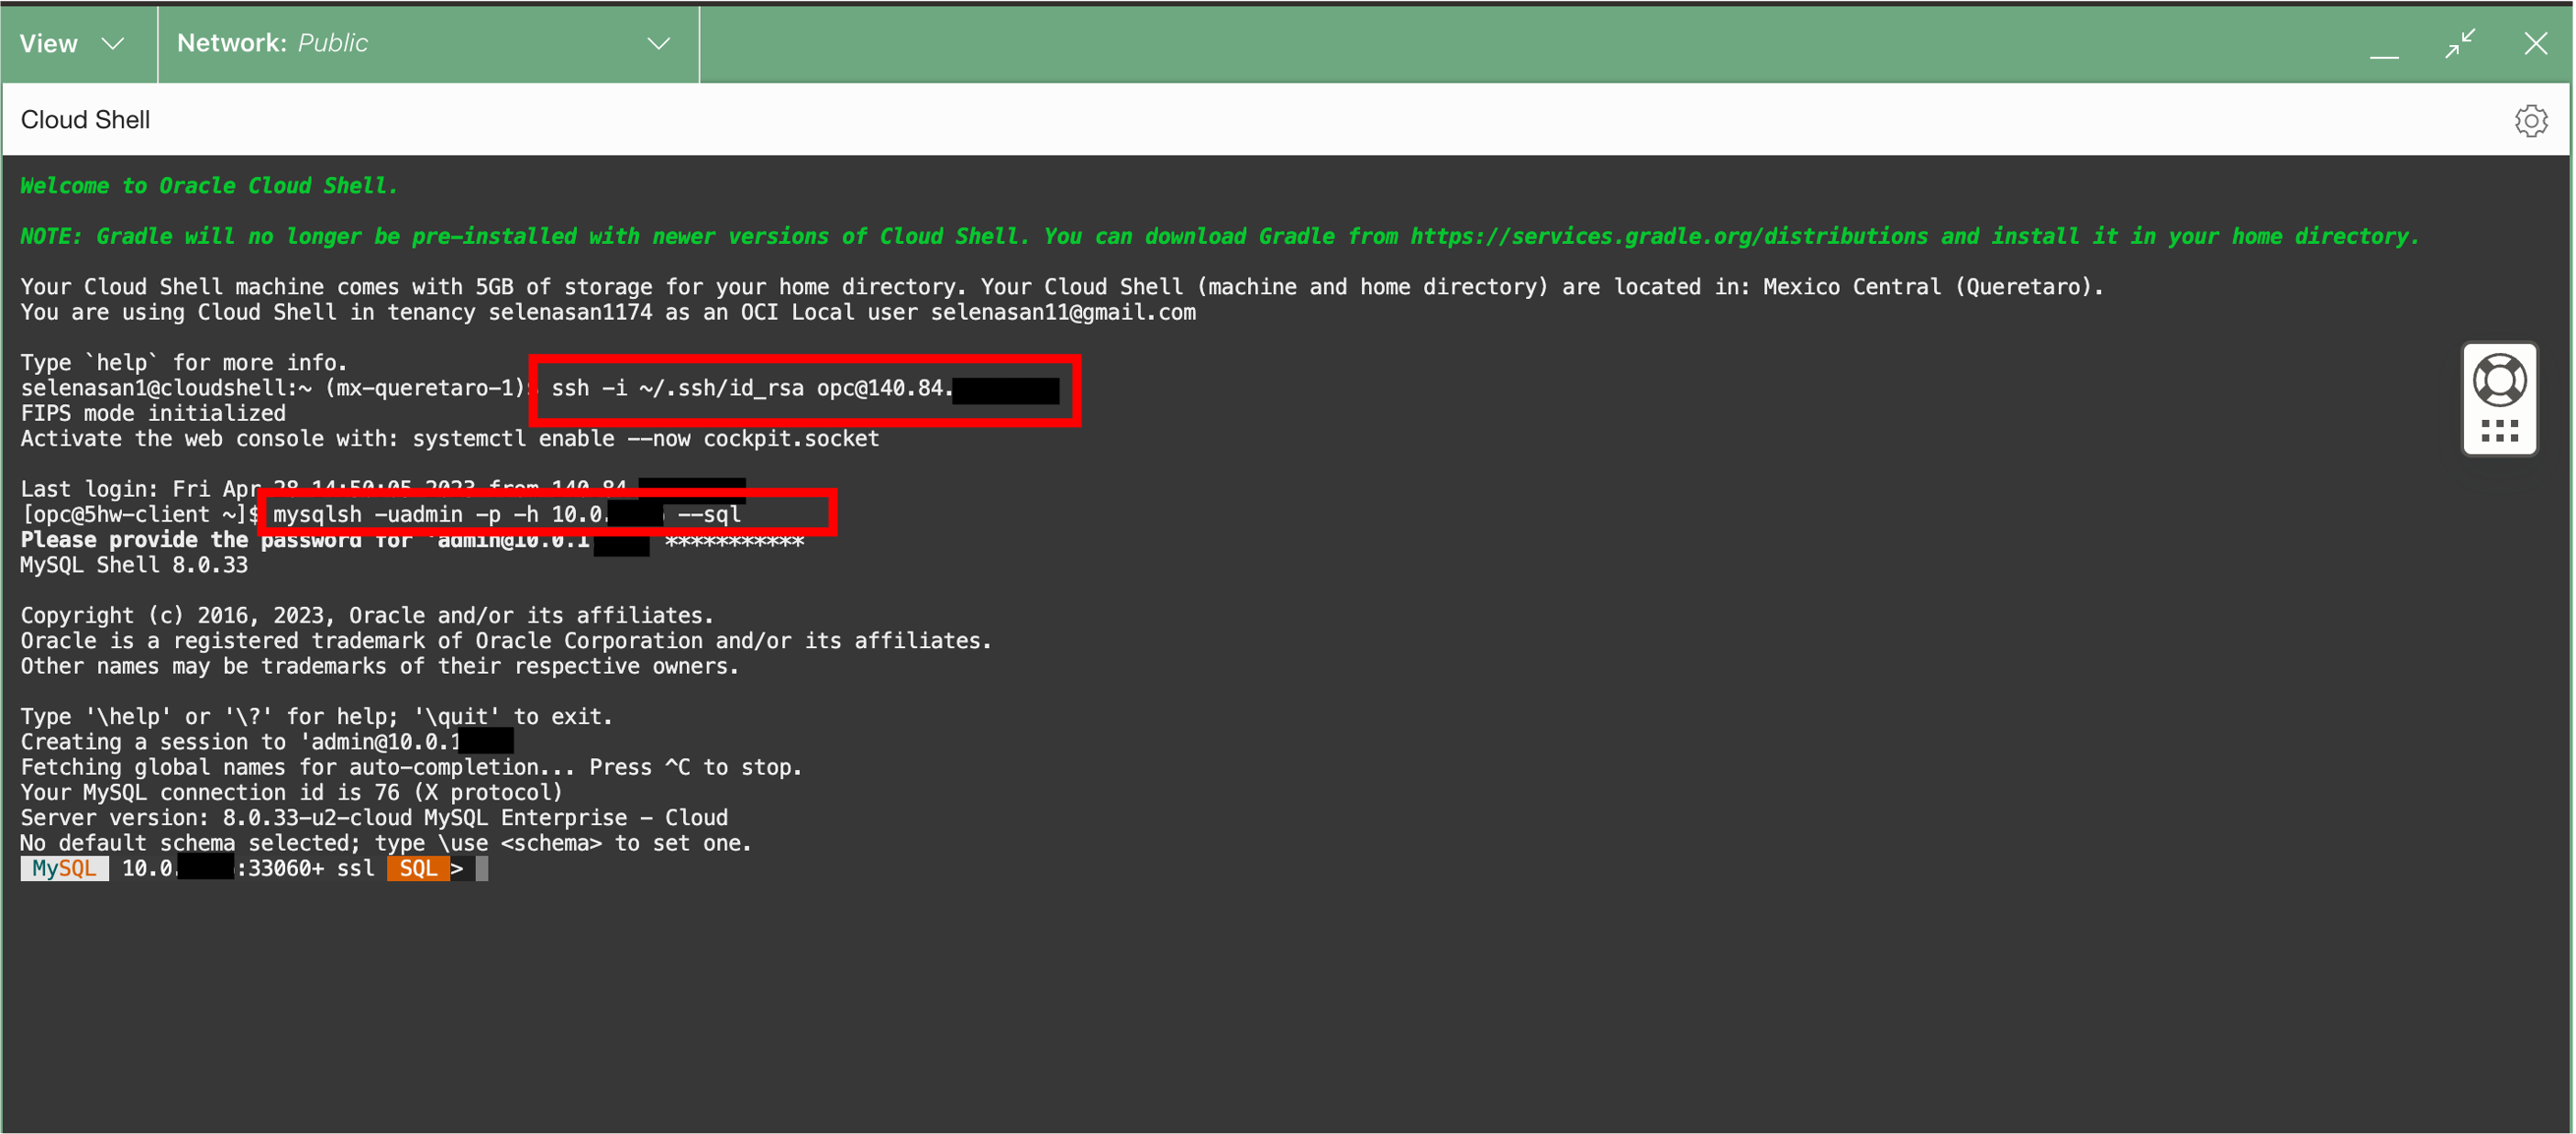 View
Network: Public
Cloud Shell
Welcome to Oracle Cloud Shell.
NOTE: Gradle will no longer be pre-installed with newer versions of Cloud Shell. You can download Gradle from https://services.gradle.org/distributions and install it in your home directory.
Your Cloud Shell machine comes with 5GB of storage for your home directory. Your Cloud Shell (machine and home directory) are located in: Mexico Central (Queretaro).
You are using Cloud Shell in tenancy selenasan1174 as an OCI Local user selenasan11@gmail.com
Type `help` for more info.
selenasan1@cloudshell:~ (mx-queretaro-1)$ ssh -i ~/.ssh/id_rsa opc@140.84.
FIPS mode initialized
Activate the web console with: systemctl enable --now cockpit.socket
Last login: Fri Apr 28 14:50:05 2023 from 140.84.
[opc@5hw-client ~]$ mysqlsh -uadmin -p -h 10.0. --sql
Please provide the password for 'admin@10.0.1 ***********
MySQL Shell 8.0.33
Copyright (c) 2016, 2023, Oracle and/or its affiliates.
Oracle is a registered trademark of Oracle Corporation and/or its affiliates.
Other names may be trademarks of their respective owners.
Type '\help' or '\?' for help; '\quit' to exit.
Creating a session to 'admin@10.0.1
Fetching global names for auto-completion... Press ^C to stop.
Your MySQL connection id is 76 (X protocol)
Server version: 8.0.33-u2-cloud MySQL Enterprise - Cloud
No default schema selected; type \use <schema> to set one.
MySQL 10.0. :33060+ ssl SQL >